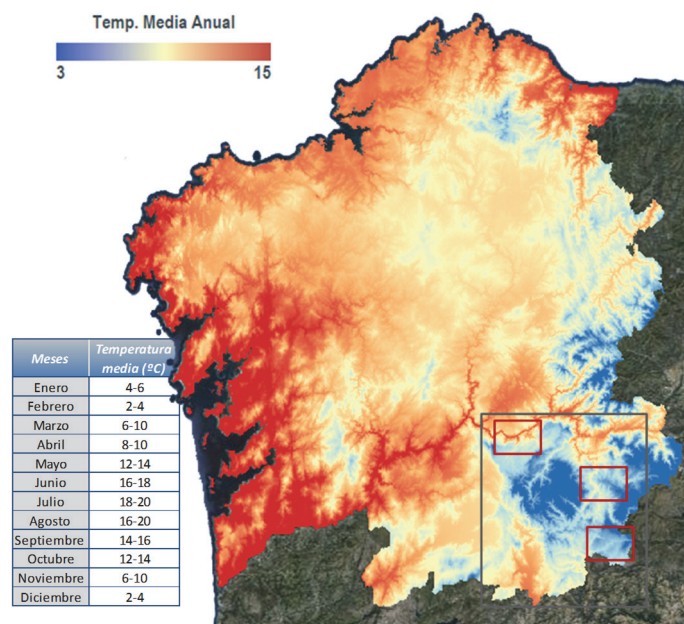 Temp. Media Anual
3 15
Meses Temperatura media (ºC)
Enero 4-6
Febrero 2-4
Marzo 6-10
Abril 8-10
Mayo 12-14
Junio 16-18
Julio 18-20
Agosto 16-20
Septiembre 14-16
Octubre 12-14
Noviembre 6-10
Diciembre 2-4